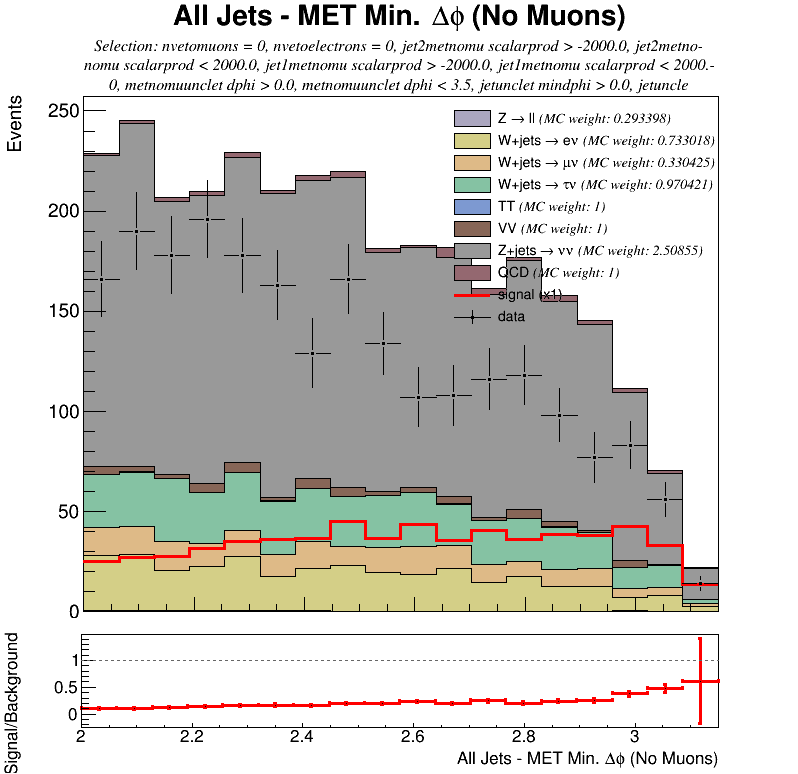 All Jets - MET Min. Δϕ (No Muons)
Selection: nvetomuons = 0, nvetoelectrons = 0, jet2metnomu scalarprod > -2000.0, jet2metno-
nomu scalarprod < 2000.0, jet1metnomu scalarprod > -2000.0, jet1metnomu scalarprod < 2000.-
0, metnomuunclet dphi > 0.0, metnomuunclet dphi < 3.5, jetunclet mindphi > 0.0, jetuncle
Events
250
200
150
100
50
0
Z → ll (MC weight: 0.293398)
W+jets → eν (MC weight: 0.733018)
W+jets → μν (MC weight: 0.330425)
W+jets → τν (MC weight: 0.970421)
TT (MC weight: 1)
VV (MC weight: 1)
Z+jets → νν (MC weight: 2.50855)
QCD (MC weight: 1)
signal (x1)
data
Signal/Background
1
0.5
0
2 2.2 2.4 2.6 2.8 3
All Jets - MET Min. Δϕ (No Muons)